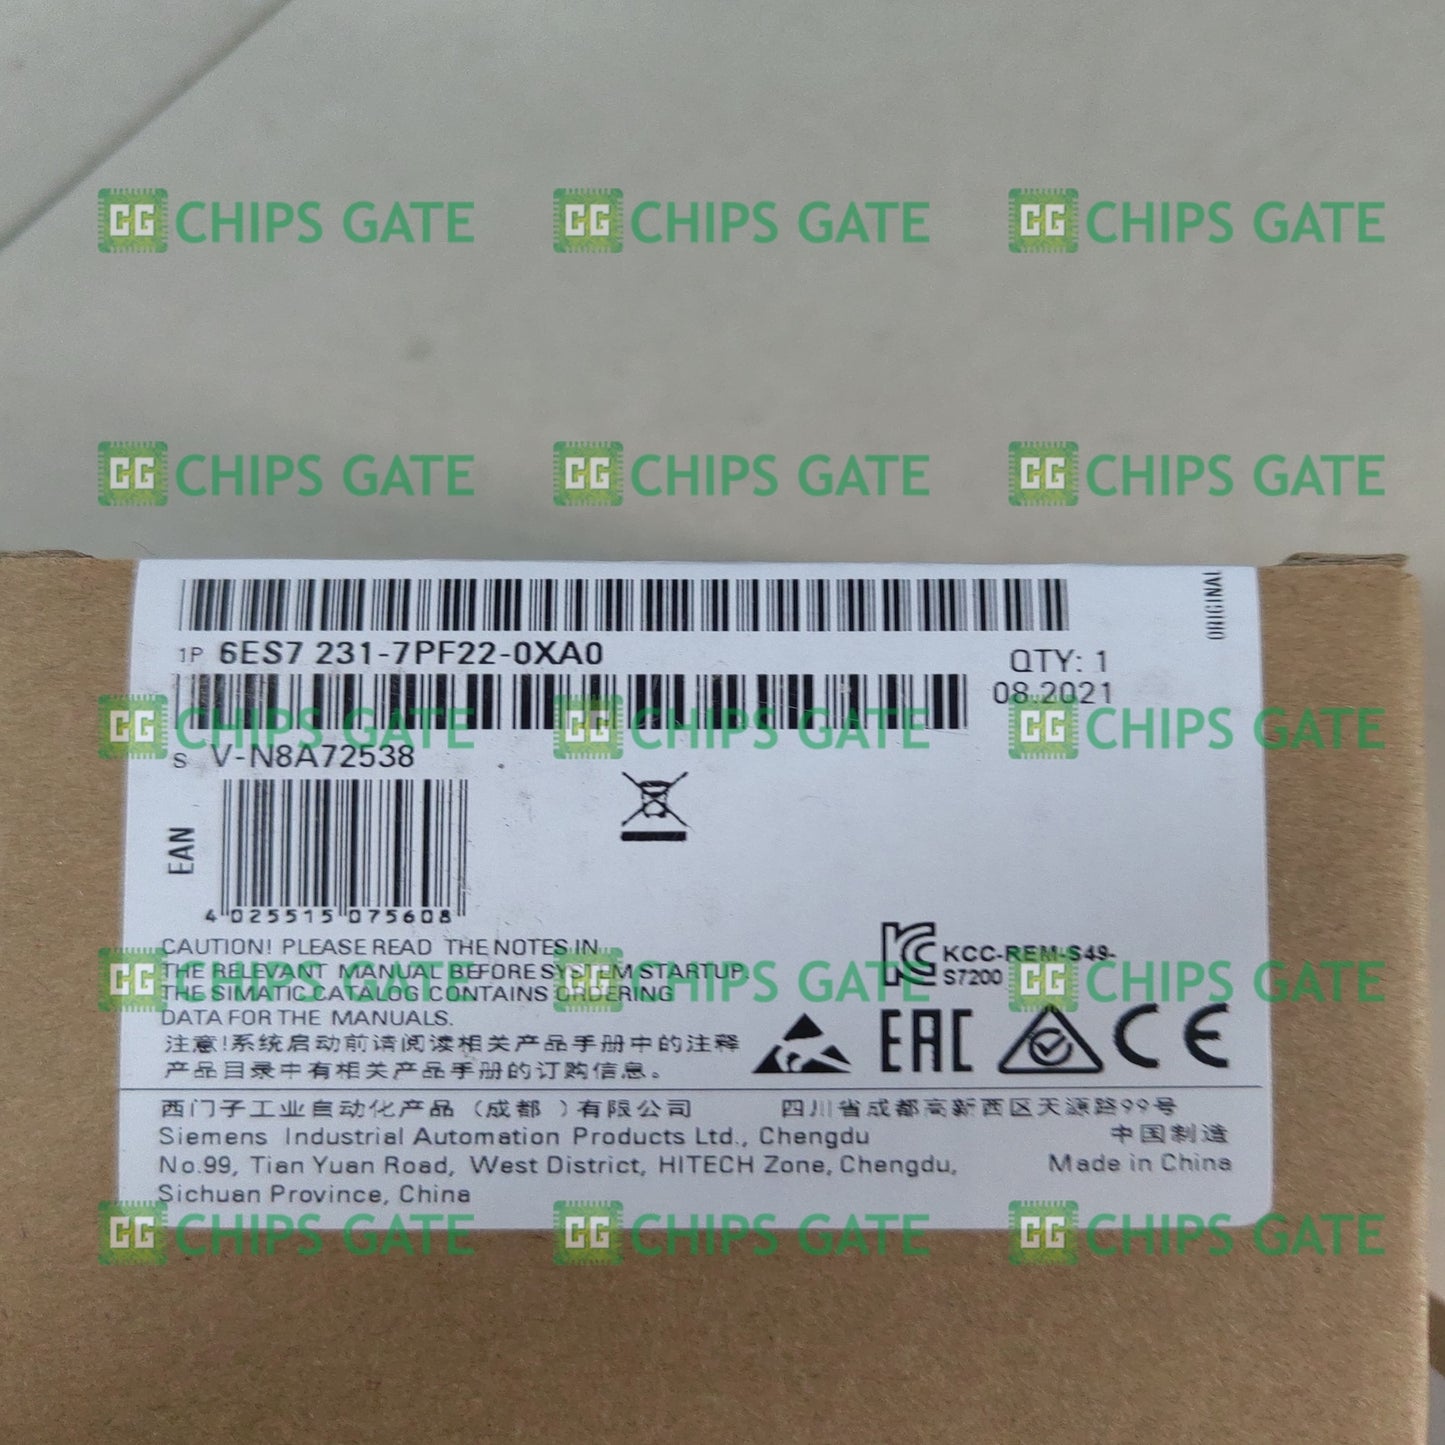 CG CHIPS GATE CG CHIPS GATE CG CHIPS GATE
CG CHIPS GATE CG CHIPS GATE CG CHIPS GATE
ORIGINAL
1P 6ES7 231-7PF22-0XA0
QTY: 1
08.2021
CG CHIPS GATE CG CHIPS GATE CG CHIPS GATE
S V-N8A72538
EAN
4 025515 075608
CAUTION! PLEASE READ THE NOTES IN
THE RELEVANT MANUAL BEFORE SYSTEM STARTUP.
THE SIMATIC CATALOG CONTAINS ORDERING
DATA FOR THE MANUALS.
KCC-REM-S49-
S7200
CG CHIPS GATE CG CHIPS GATE CG CHIPS GATE
注意!系统启动前请阅读相关产品手册中的注释
产品目录中有相关产品手册的订购信息。
EAC CE
西门子工业自动化产品（成都 ）有限公司 四川省成都高新西区天源路99号
Siemens Industrial Automation Products Ltd., Chengdu 中国制造
No.99, Tian Yuan Road, West District, HITECH Zone, Chengdu, Made in China
Sichuan Province, China
CG CHIPS GATE CG CHIPS GATE CG CHIPS GATE